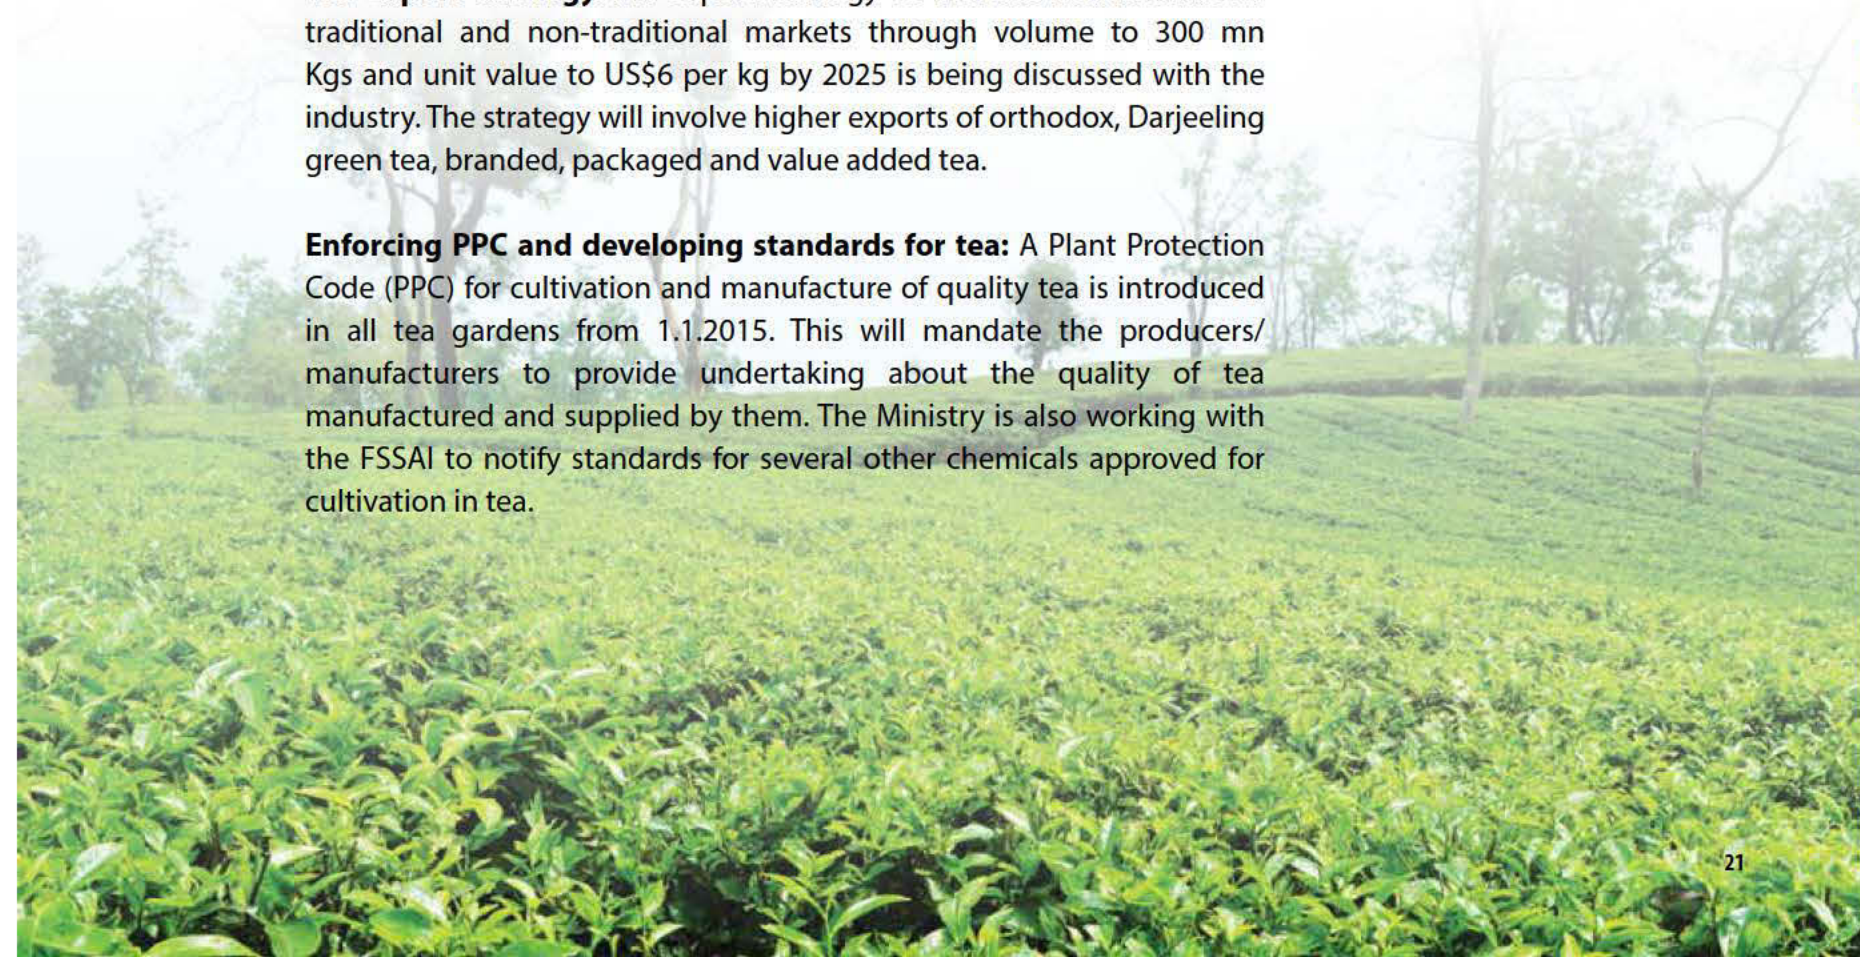 traditional and non-traditional markets through volume to 300 mn
Kgs and unit value to US$6 per kg by 2025 is being discussed with the
industry. The strategy will involve higher exports of orthodox, Darjeeling
green tea, branded, packaged and value added tea.
Enforcing PPC and developing standards for tea: A Plant Protection
Code (PPC) for cultivation and manufacture of quality tea is introduced
in all tea gardens from 1.1.2015. This will mandate the producers/
manufacturers to provide undertaking about the quality of tea
manufactured and supplied by them. The Ministry is also working with
the FSSAI to notify standards for several other chemicals approved for
cultivation in tea.
21